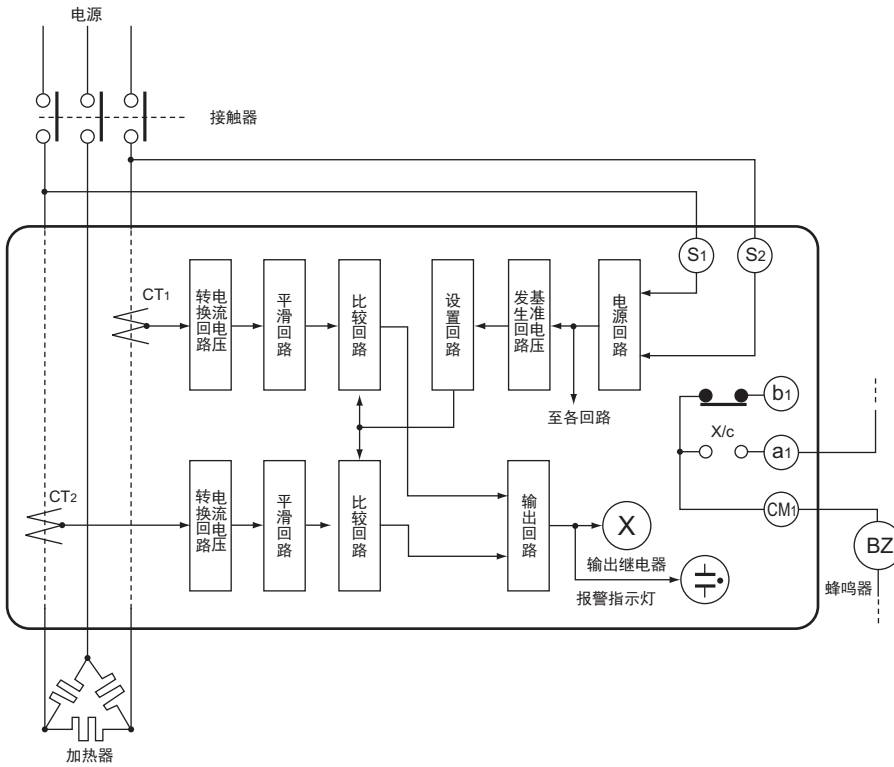 电源
接触器
S1
S2
CT1
电流电压
转换回路
平滑回路
比较回路
设置回路
基准电压
发生回路
电源回路
b1
至各回路
X/c
a1
CT2
电流电压
转换回路
平滑回路
比较回路
输出回路
CM1
X
BZ
输出继电器
蜂鸣器
报警指示灯
加热器